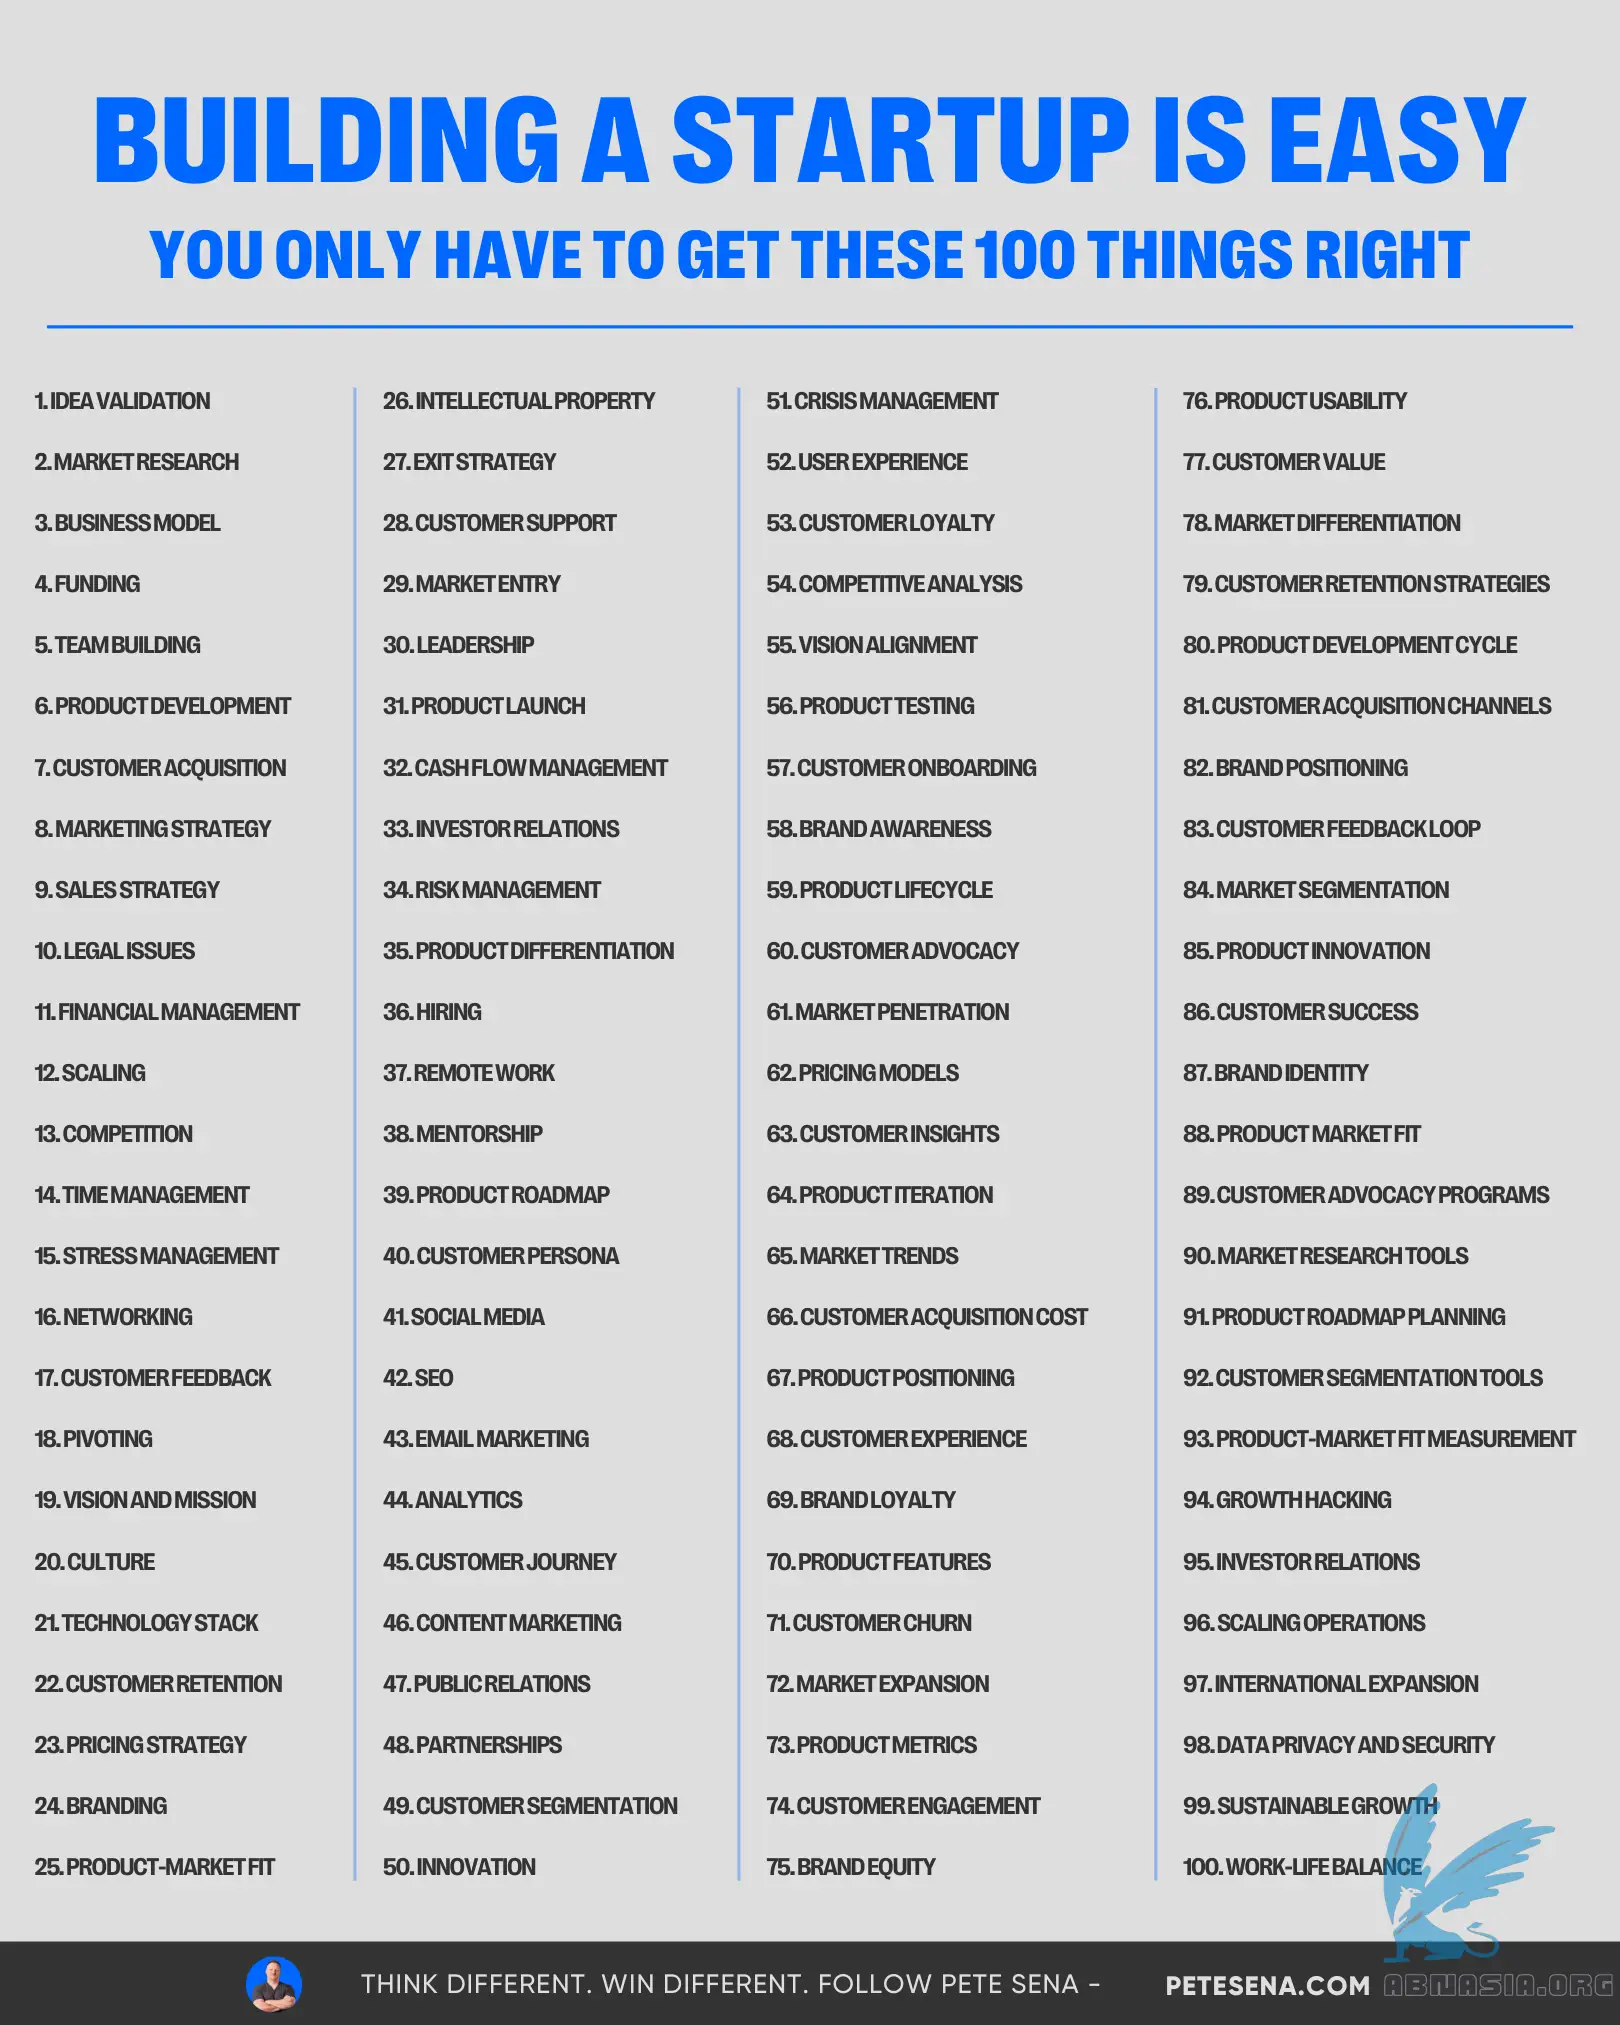 BUILDING A STARTUP IS EASY
YOU ONLY HAVE TO GET THESE 100 THINGS RIGHT
1. IDEA VALIDATION
2. MARKET RESEARCH
3. BUSINESS MODEL
4. FUNDING
5. TEAM BUILDING
6. PRODUCT DEVELOPMENT
7. CUSTOMER ACQUISITION
8. MARKETING STRATEGY
9. SALES STRATEGY
10. LEGAL ISSUES
11. FINANCIAL MANAGEMENT
12. SCALING
13. COMPETITION
14. TIME MANAGEMENT
15. STRESS MANAGEMENT
16. NETWORKING
17. CUSTOMER FEEDBACK
18. PIVOTING
19. VISION AND MISSION
20. CULTURE
21. TECHNOLOGY STACK
22. CUSTOMER RETENTION
23. PRICING STRATEGY
24. BRANDING
25. PRODUCT-MARKET FIT
26. INTELLECTUAL PROPERTY
27. EXIT STRATEGY
28. CUSTOMER SUPPORT
29. MARKET ENTRY
30. LEADERSHIP
31. PRODUCT LAUNCH
32. CASH FLOW MANAGEMENT
33. INVESTOR RELATIONS
34. RISK MANAGEMENT
35. PRODUCT DIFFERENTIATION
36. HIRING
37. REMOTE WORK
38. MENTORSHIP
39. PRODUCT ROADMAP
40. CUSTOMER PERSONA
41. SOCIAL MEDIA
42. SEO
43. EMAIL MARKETING
44. ANALYTICS
45. CUSTOMER JOURNEY
46. CONTENT MARKETING
47. PUBLIC RELATIONS
48. PARTNERSHIPS
49. CUSTOMER SEGMENTATION
50. INNOVATION
51. CRISIS MANAGEMENT
52. USER EXPERIENCE
53. CUSTOMER LOYALTY
54. COMPETITIVE ANALYSIS
55. VISION ALIGNMENT
56. PRODUCT TESTING
57. CUSTOMER ONBOARDING
58. BRAND AWARENESS
59. PRODUCT LIFECYCLE
60. CUSTOMER ADVOCACY
61. MARKET PENETRATION
62. PRICING MODELS
63. CUSTOMER INSIGHTS
64. PRODUCT ITERATION
65. MARKET TRENDS
66. CUSTOMER ACQUISITION COST
67. PRODUCT POSITIONING
68. CUSTOMER EXPERIENCE
69. BRAND LOYALTY
70. PRODUCT FEATURES
71. CUSTOMER CHURN
72. MARKET EXPANSION
73. PRODUCT METRICS
74. CUSTOMER ENGAGEMENT
75. BRAND EQUITY
76. PRODUCT USABILITY
77. CUSTOMER VALUE
78. MARKET DIFFERENTIATION
79. CUSTOMER RETENTION STRATEGIES
80. PRODUCT DEVELOPMENT CYCLE
81. CUSTOMER ACQUISITION CHANNELS
82. BRAND POSITIONING
83. CUSTOMER FEEDBACK LOOP
84. MARKET SEGMENTATION
85. PRODUCT INNOVATION
86. CUSTOMER SUCCESS
87. BRAND IDENTITY
88. PRODUCT MARKET FIT
89. CUSTOMER ADVOCACY PROGRAMS
90. MARKET RESEARCH TOOLS
91. PRODUCT ROADMAP PLANNING
92. CUSTOMER SEGMENTATION TOOLS
93. PRODUCT-MARKET FIT MEASUREMENT
94. GROWTH HACKING
95. INVESTOR RELATIONS
96. SCALING OPERATIONS
97. INTERNATIONAL EXPANSION
98. DATA PRIVACY AND SECURITY
99. SUSTAINABLE GROWTH
100. WORK-LIFE BALANCE
THINK DIFFERENT. WIN DIFFERENT. FOLLOW PETE SENA - PETESENA.COM ABNASIA.ORG